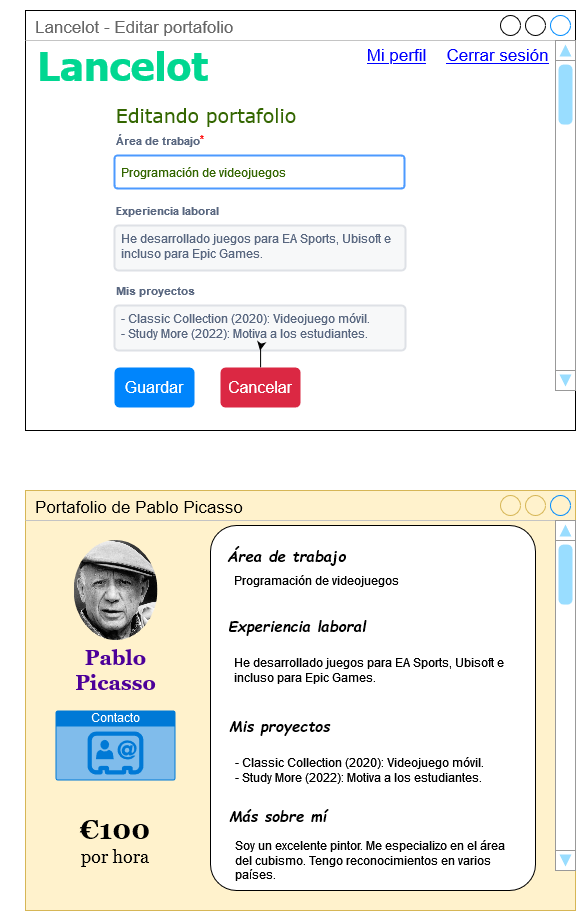 Lancelot - Editar portafolio
Lancelot
Mi perfil Cerrar sesión
Editando portafolio
Área de trabajo*
Programación de videojuegos
Experiencia laboral
He desarrollado juegos para EA Sports, Ubisoft e
incluso para Epic Games.
Mis proyectos
- Classic Collection (2020): Videojuego móvil.
- Study More (2022): Motiva a los estudiantes.
Guardar Cancelar
Portafolio de Pablo Picasso
Pablo
Picasso
Contacto
@
€100
por hora
Área de trabajo
Programación de videojuegos
Experiencia laboral
He desarrollado juegos para EA Sports, Ubisoft e
incluso para Epic Games.
Mis proyectos
- Classic Collection (2020): Videojuego móvil.
- Study More (2022): Motiva a los estudiantes.
Más sobre mí
Soy un excelente pintor. Me especializo en el área
del cubismo. Tengo reconocimientos en varios
países.